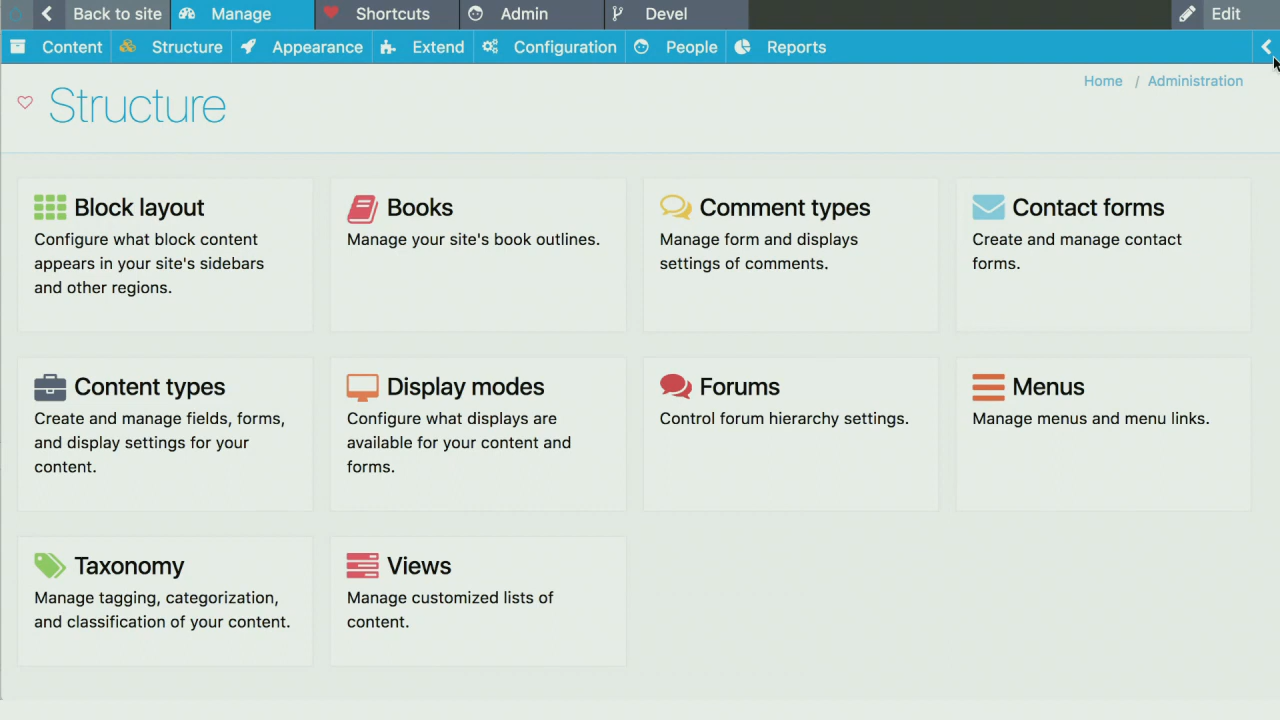 Back to site Manage Shortcuts Admin Devel Edit
Content Structure Appearance Extend Configuration People Reports
Home / Administration
Structure
Block layout
Configure what block content
appears in your site's sidebars
and other regions.
Books
Manage your site's book outlines.
Comment types
Manage form and displays
settings of comments.
Contact forms
Create and manage contact
forms.
Content types
Create and manage fields, forms,
and display settings for your
content.
Display modes
Configure what displays are
available for your content and
forms.
Forums
Control forum hierarchy settings.
Menus
Manage menus and menu links.
Taxonomy
Manage tagging, categorization,
and classification of your content.
Views
Manage customized lists of
content.